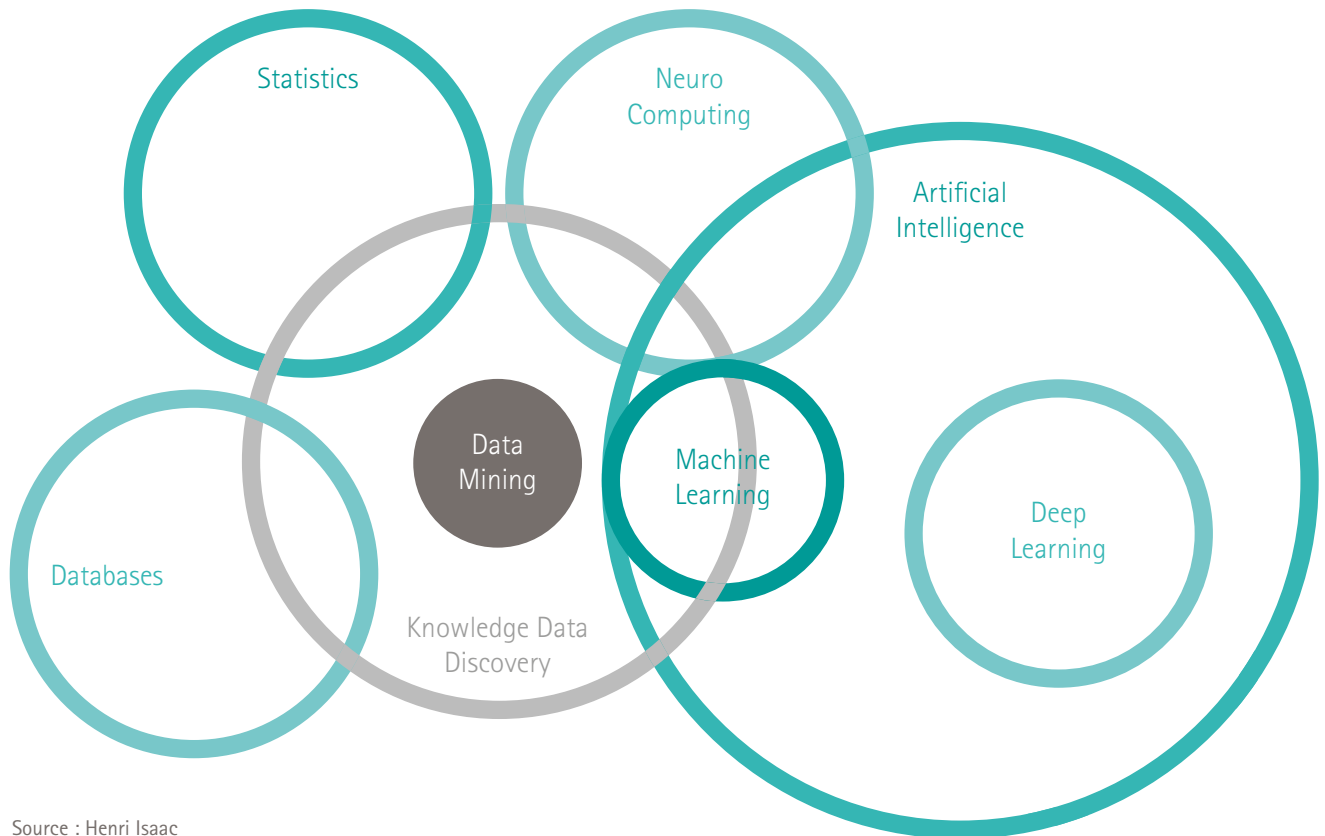 Statistics
Neuro
Computing
Artificial
Intelligence
Data
Mining
Machine
Learning
Deep
Learning
Databases
Knowledge Data
Discovery
Source : Henri Isaac